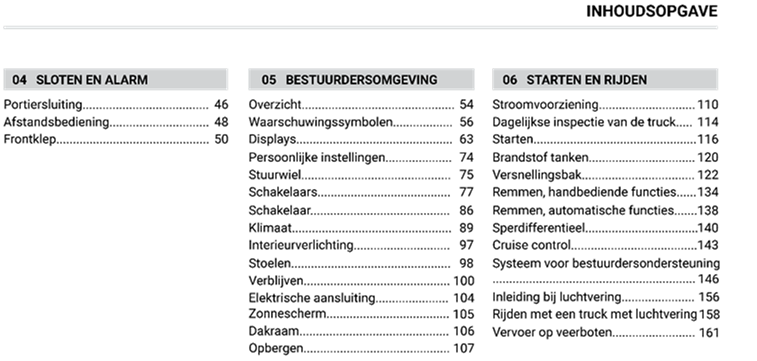 INHOUDSOPGAVE
04 SLOTEN EN ALARM
Portiersluiting.................................. 46
Afstandsbediening........................... 48
Frontklep.......................................... 50
05 BESTUURDERSOMGEVING
Overzicht.......................................... 54
Waarschuwingssymbolen............... 56
Displays............................................ 63
Persoonlijke instellingen................. 74
Stuurwiel.......................................... 75
Schakelaars...................................... 77
Schakelaar........................................ 86
Klimaat............................................. 89
Interieurverlichting........................... 97
Stoelen............................................. 98
Verblijven........................................ 100
Elektrische aansluiting................... 104
Zonnescherm................................. 105
Dakraam......................................... 106
Opbergen........................................ 107
06 STARTEN EN RIJDEN
Stroomvoorziening........................ 110
Dagelijkse inspectie van de truck..... 114
Starten........................................... 116
Brandstof tanken........................... 120
Versnellingsbak............................. 122
Remmen, handbediende functies......134
Remmen, automatische functies......138
Sperdifferentieel............................140
Cruise control................................143
Systeem voor bestuurdersondersteuning
.................................................... 146
Inleiding bij luchtvering.................. 156
Rijden met een truck met luchtvering 158
Vervoer op veerboten.................... 161